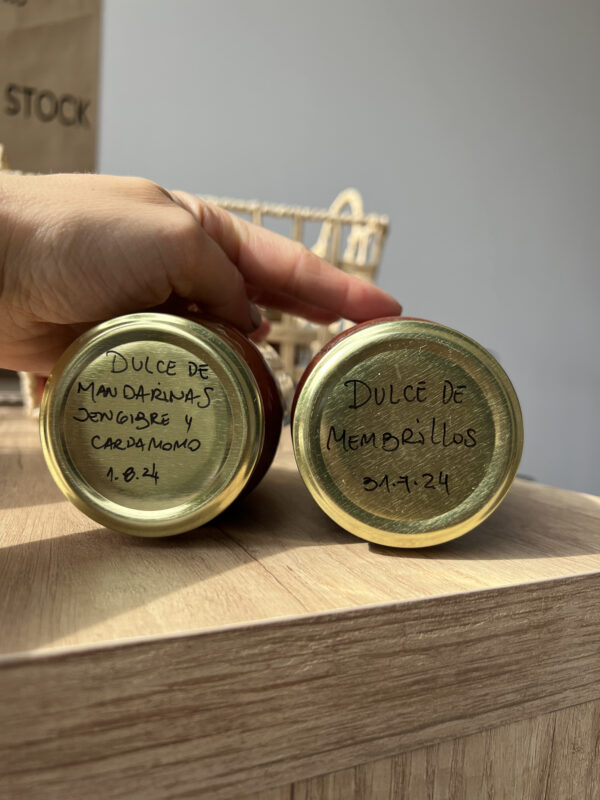 STOCK
DULCE DE
MANDARINAS
JENGIBRE Y
CARDAMOMO
1.8.24
DULCE DE
MEMBRILLOS
31.7.24